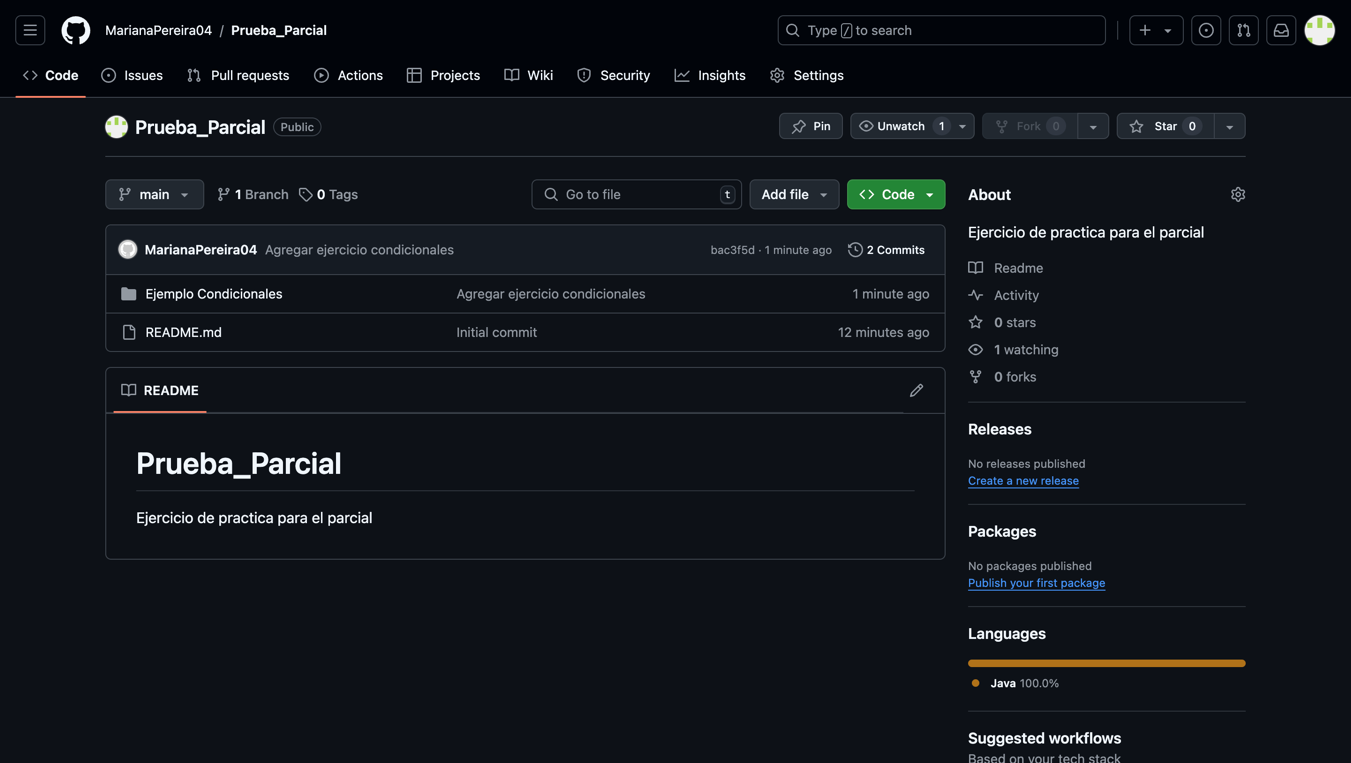 MarianaPereira04 / Prueba_Parcial
Type / to search
Code Issues Pull requests Actions Projects Wiki Security Insights Settings
Prueba_Parcial Public
Pin Unwatch 1 Fork 0 Star 0
main 1 Branch 0 Tags Go to file t Add file Code
MarianaPereira04 Agregar ejercicio condicionales bac3f5d · 1 minute ago 2 Commits
Ejemplo Condicionales Agregar ejercicio condicionales 1 minute ago
README.md Initial commit 12 minutes ago
README
Prueba_Parcial
Ejercicio de practica para el parcial
About
Ejercicio de practica para el parcial
Readme
Activity
0 stars
1 watching
0 forks
Releases
No releases published
Create a new release
Packages
No packages published
Publish your first package
Languages
Java 100.0%
Suggested workflows
Based on your tech stack